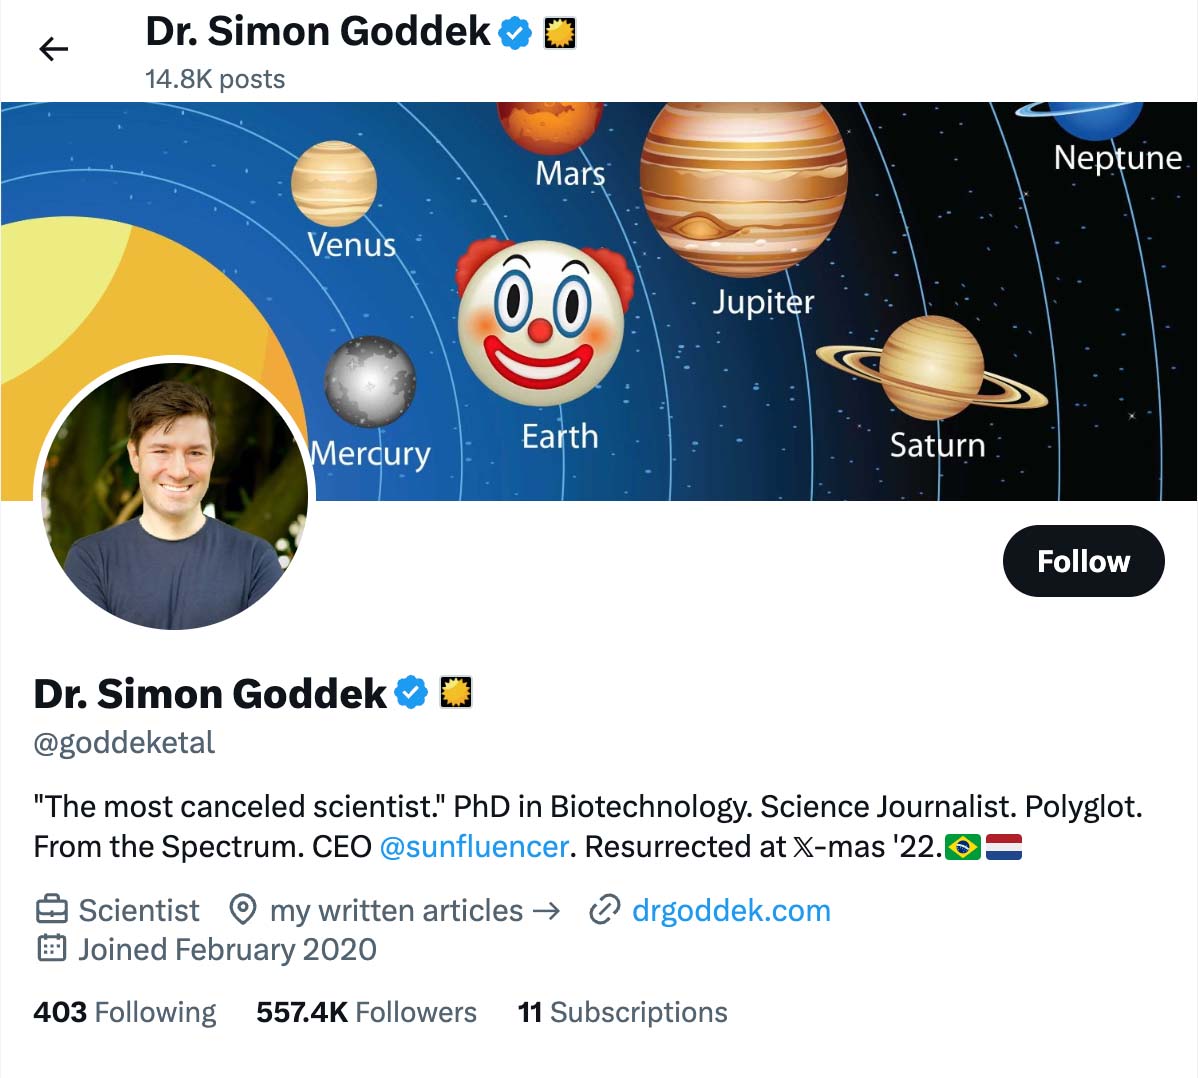 Dr. Simon Goddek
14.8K posts
Mars
Neptune
Venus
Jupiter
Earth
Saturn
Mercury
Follow
Dr. Simon Goddek
@goddeketal
"The most canceled scientist." PhD in Biotechnology. Science Journalist. Polyglot.
From the Spectrum. CEO @sunfluencer. Resurrected at 𝕏-mas '22.🇧🇷🇳🇱
Scientist my written articles → drgoddek.com
Joined February 2020
403 Following 557.4K Followers 11 Subscriptions